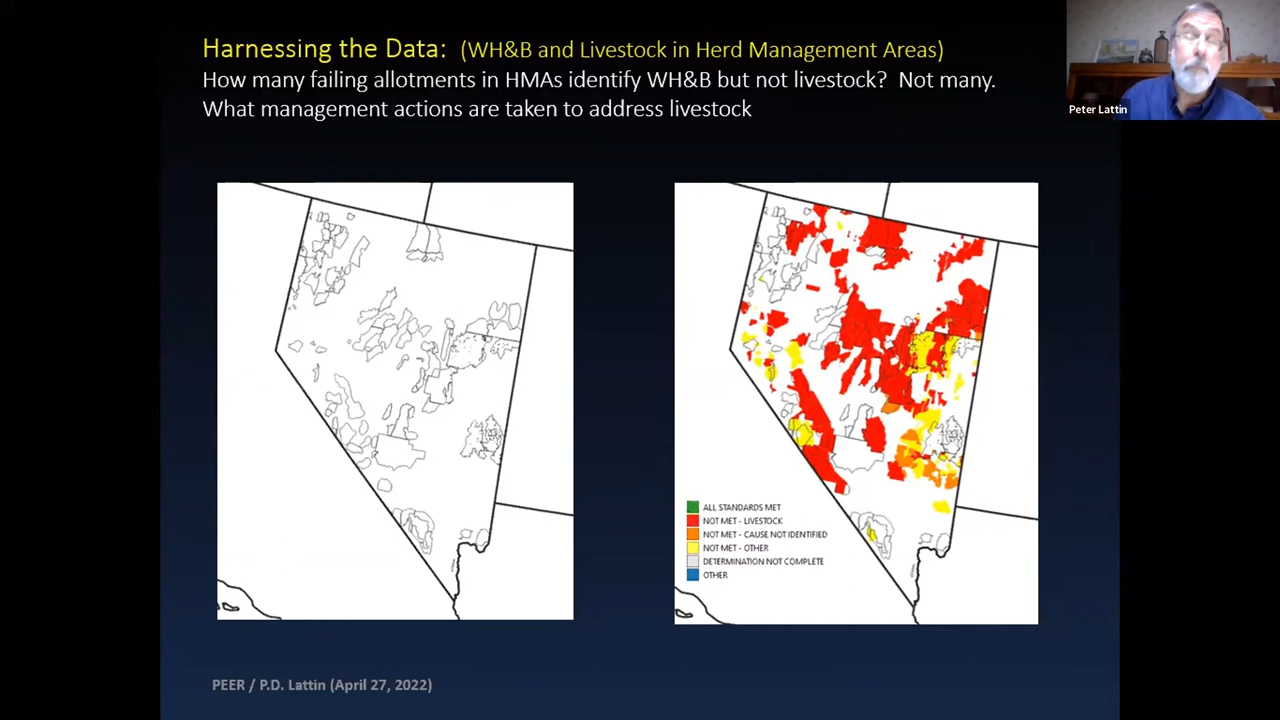 Harnessing the Data: (WH&B and Livestock in Herd Management Areas)
How many failing allotments in HMAs identify WH&B but not livestock? Not many.
What management actions are taken to address livestock
Peter Lattin
ALL STANDARDS MET
NOT MET - LIVESTOCK
NOT MET - CAUSE NOT IDENTIFIED
NOT MET - OTHER
DETERMINATION NOT COMPLETE
OTHER
PEER / P.D. Lattin (April 27, 2022)